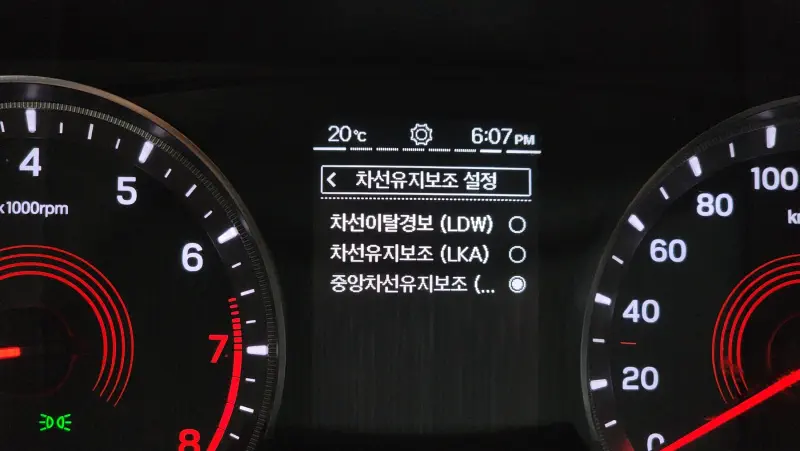 20℃ 6:07 PM
차선유지보조 설정
차선이탈경보 (LDW)
차선유지보조 (LKA)
중앙차선유지보조 (...
4
5
x1000rpm
6
7
8
100
80
60
40
20
0
km